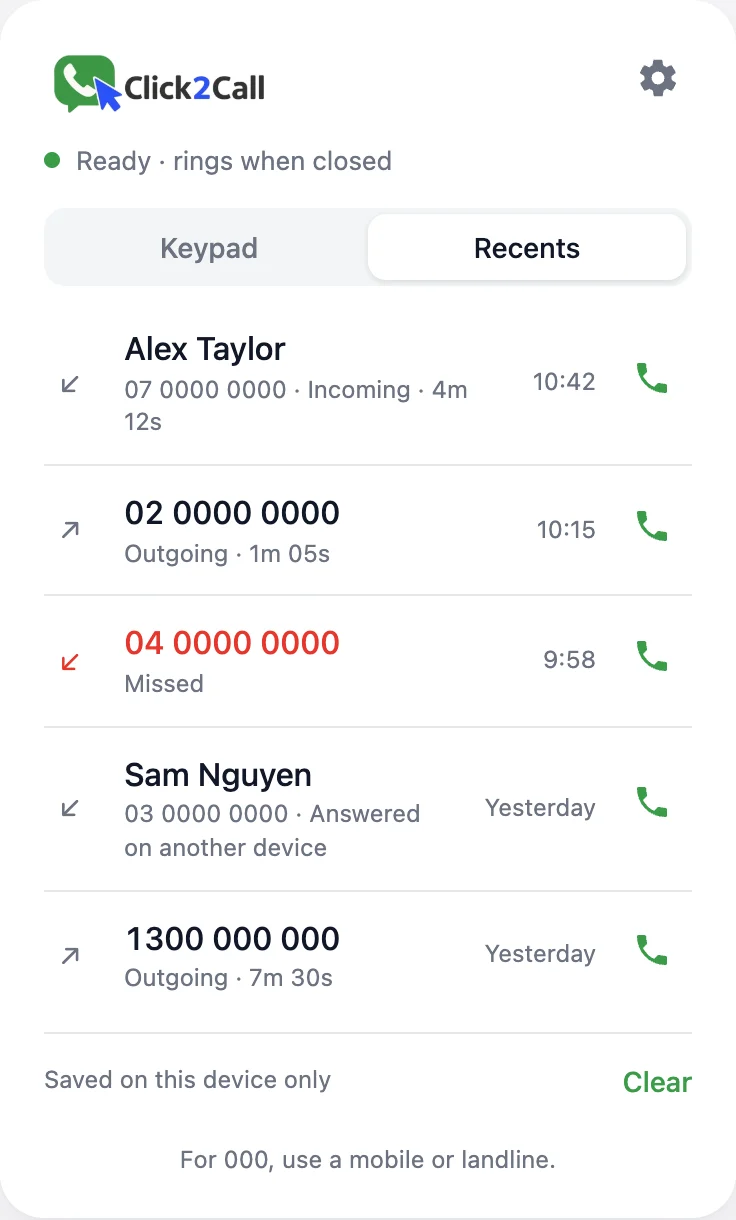 Click2Call
Ready · rings when closed
Keypad
Recents
Alex Taylor
07 0000 0000 · Incoming · 4m
12s
10:42
02 0000 0000
Outgoing · 1m 05s
10:15
04 0000 0000
Missed
9:58
Sam Nguyen
03 0000 0000 · Answered
on another device
Yesterday
1300 000 000
Outgoing · 7m 30s
Yesterday
Saved on this device only
Clear
For 000, use a mobile or landline.